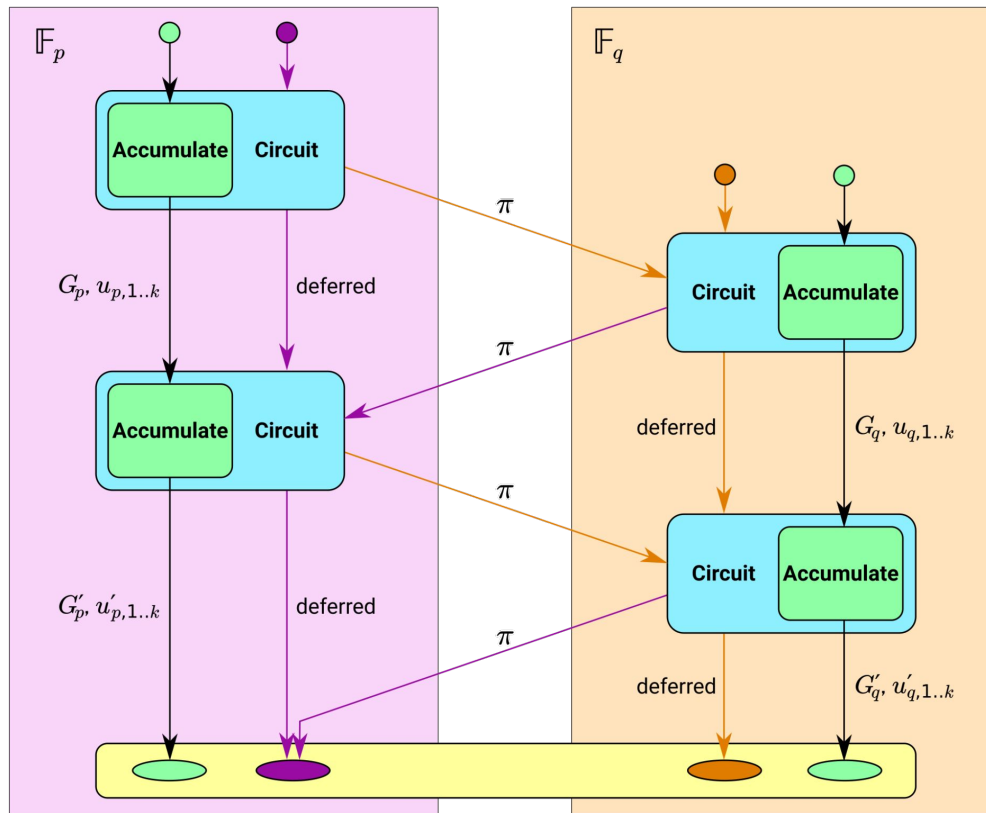 𝔽p
𝔽q
Accumulate
Circuit
π
Circuit
Accumulate
Gp, up,1..k
deferred
π
Accumulate
Circuit
deferred
Gq, uq,1..k
π
Circuit
Accumulate
G′p, u′p,1..k
deferred
π
deferred
G′q, u′q,1..k